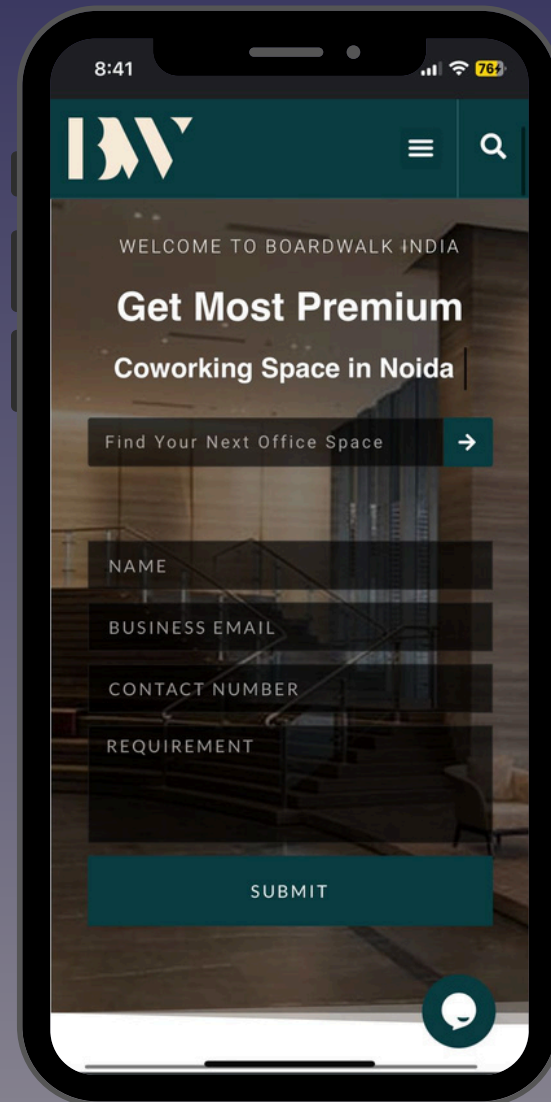 8:41
76
BW
WELCOME TO BOARDWALK INDIA
Get Most Premium
Coworking Space in Noida
Find Your Next Office Space
NAME
BUSINESS EMAIL
CONTACT NUMBER
REQUIREMENT
SUBMIT